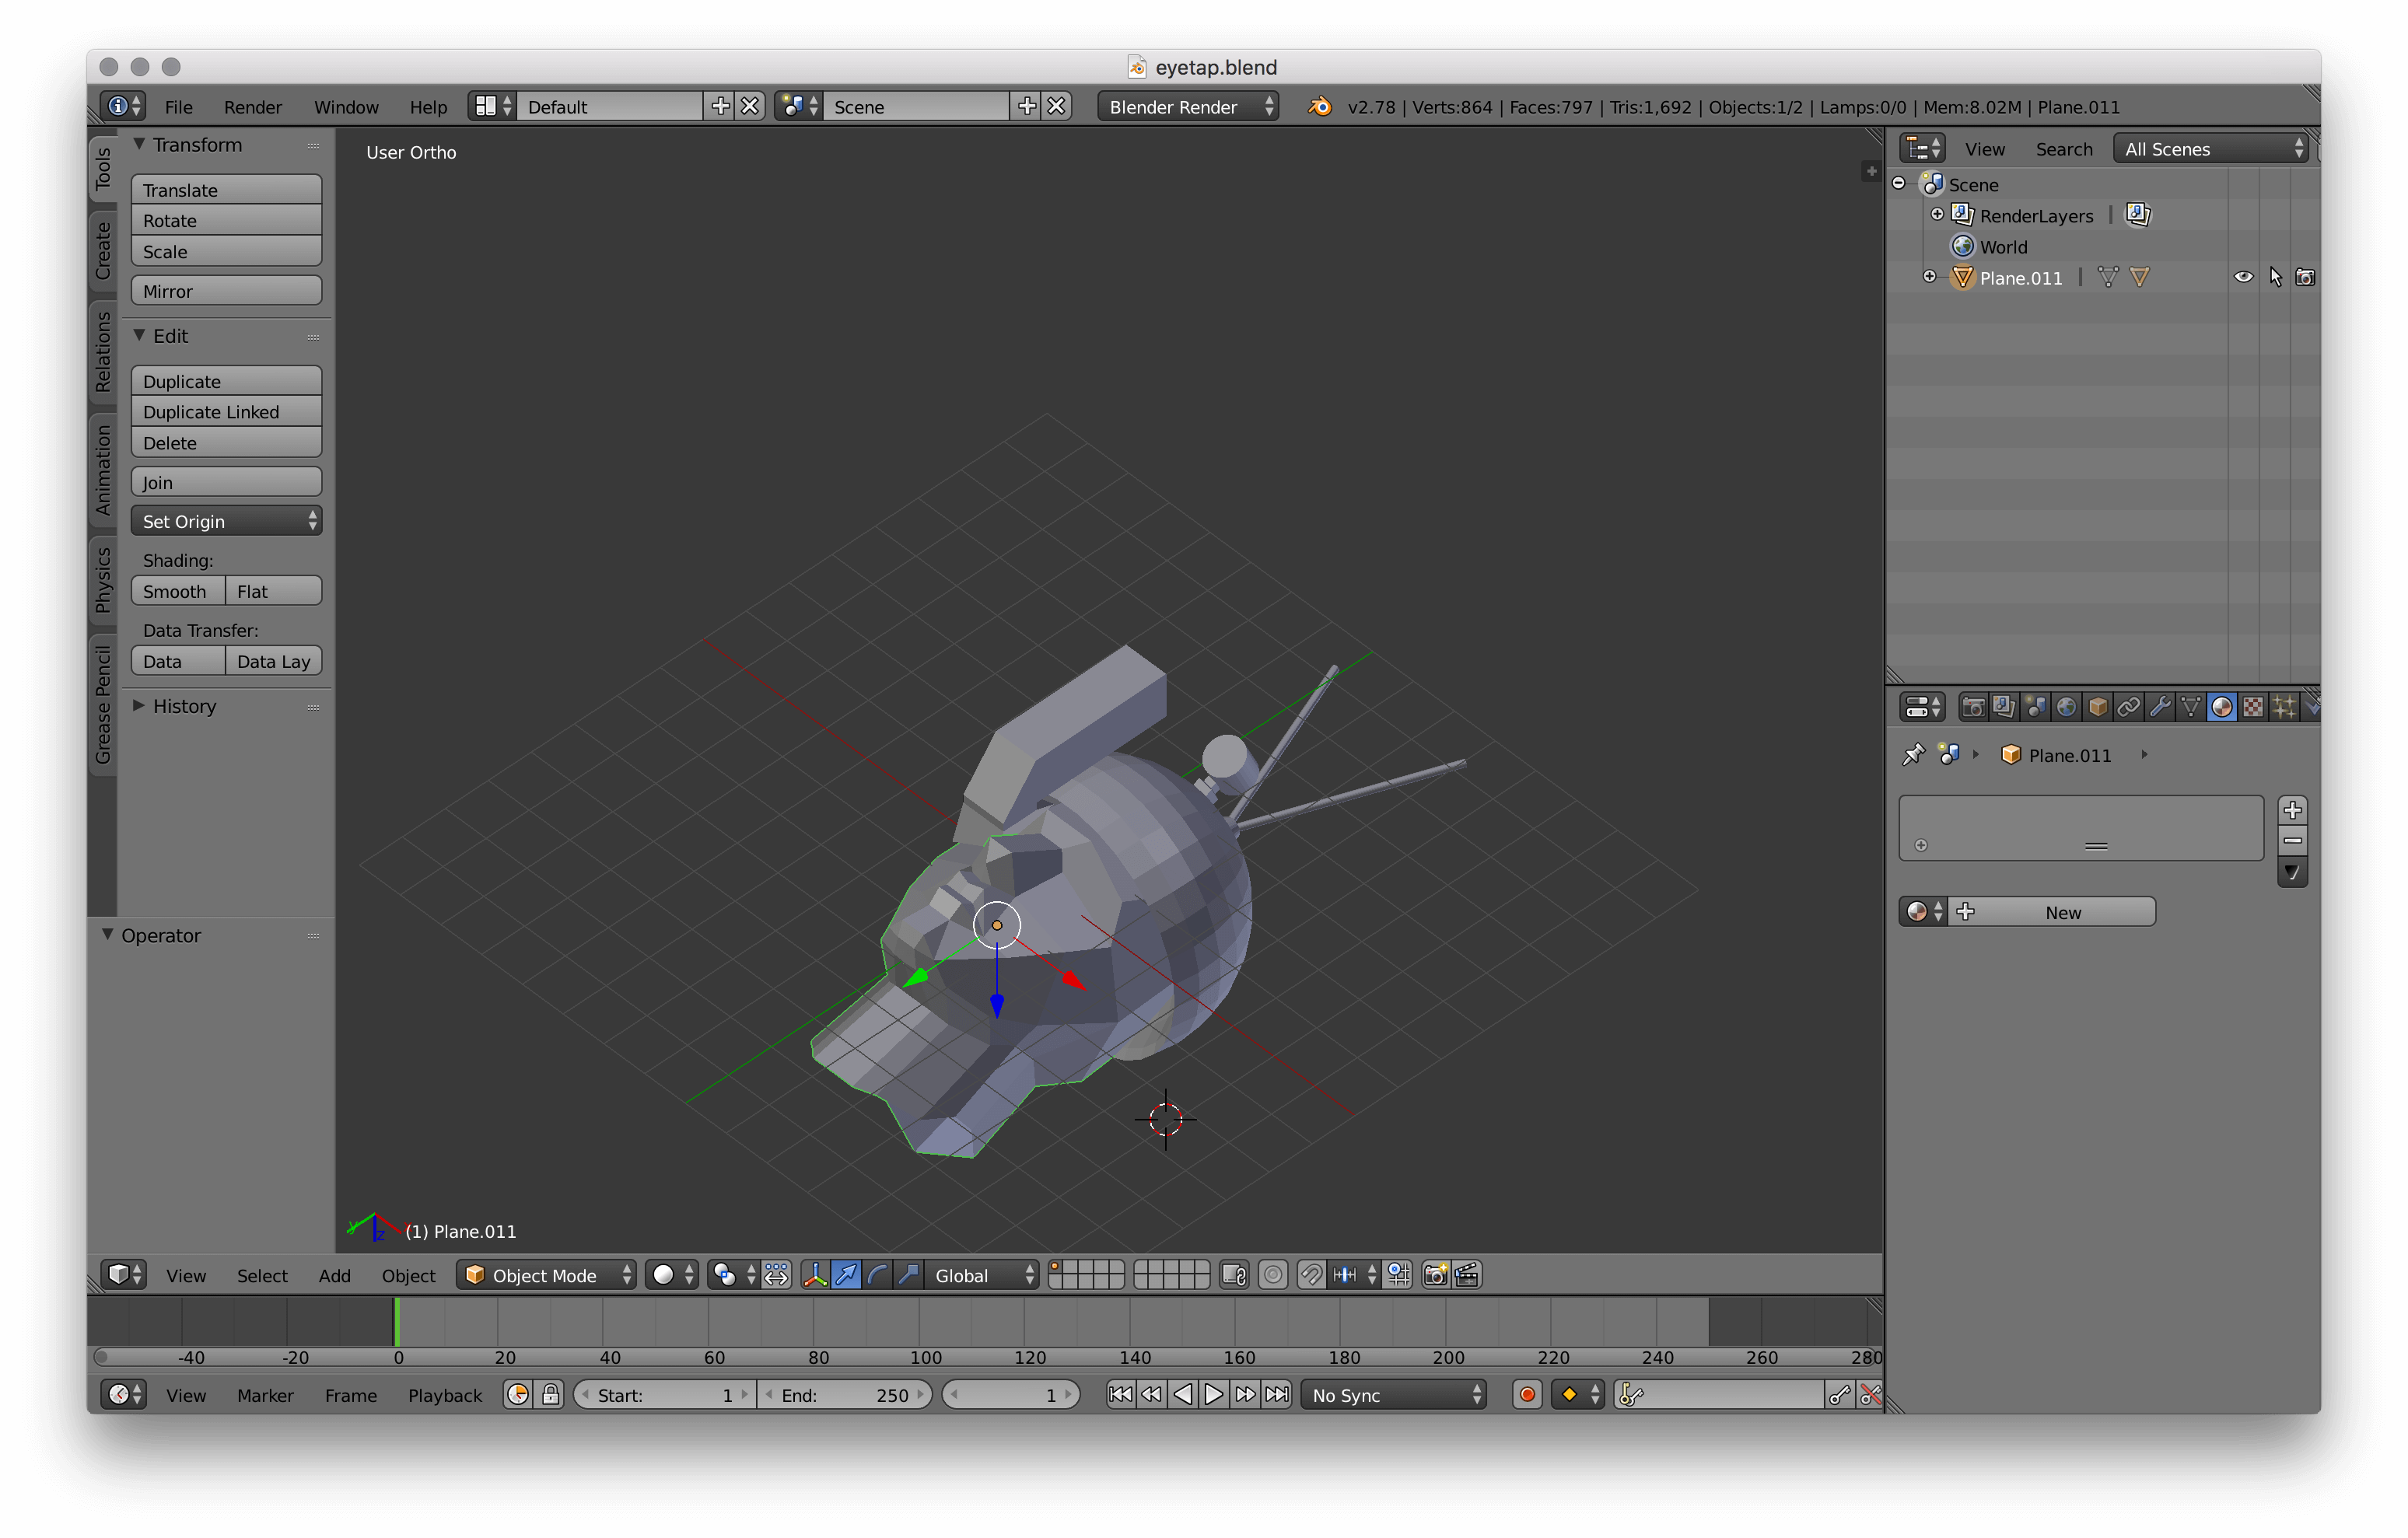 eyetap.blend
File Render Window Help Default Scene Blender Render v2.78 | Verts:864 | Faces:797 | Tris:1,692 | Objects:1/2 | Lamps:0/0 | Mem:8.02M | Plane.011
Tools
Create
Relations
Animation
Physics
Grease Pencil
Transform
Translate
Rotate
Scale
Mirror
Edit
Duplicate
Duplicate Linked
Delete
Join
Set Origin
Shading:
Smooth Flat
Data Transfer:
Data Data Lay
History
Operator
User Ortho
y z (1) Plane.011
View Search All Scenes
Scene
RenderLayers |
World
Plane.011 |
Plane.011
New
View Select Add Object Object Mode Global
-40 -20 0 20 40 60 80 100 120 140 160 180 200 220 240 260 280
View Marker Frame Playback Start: 1 End: 250 1 No Sync